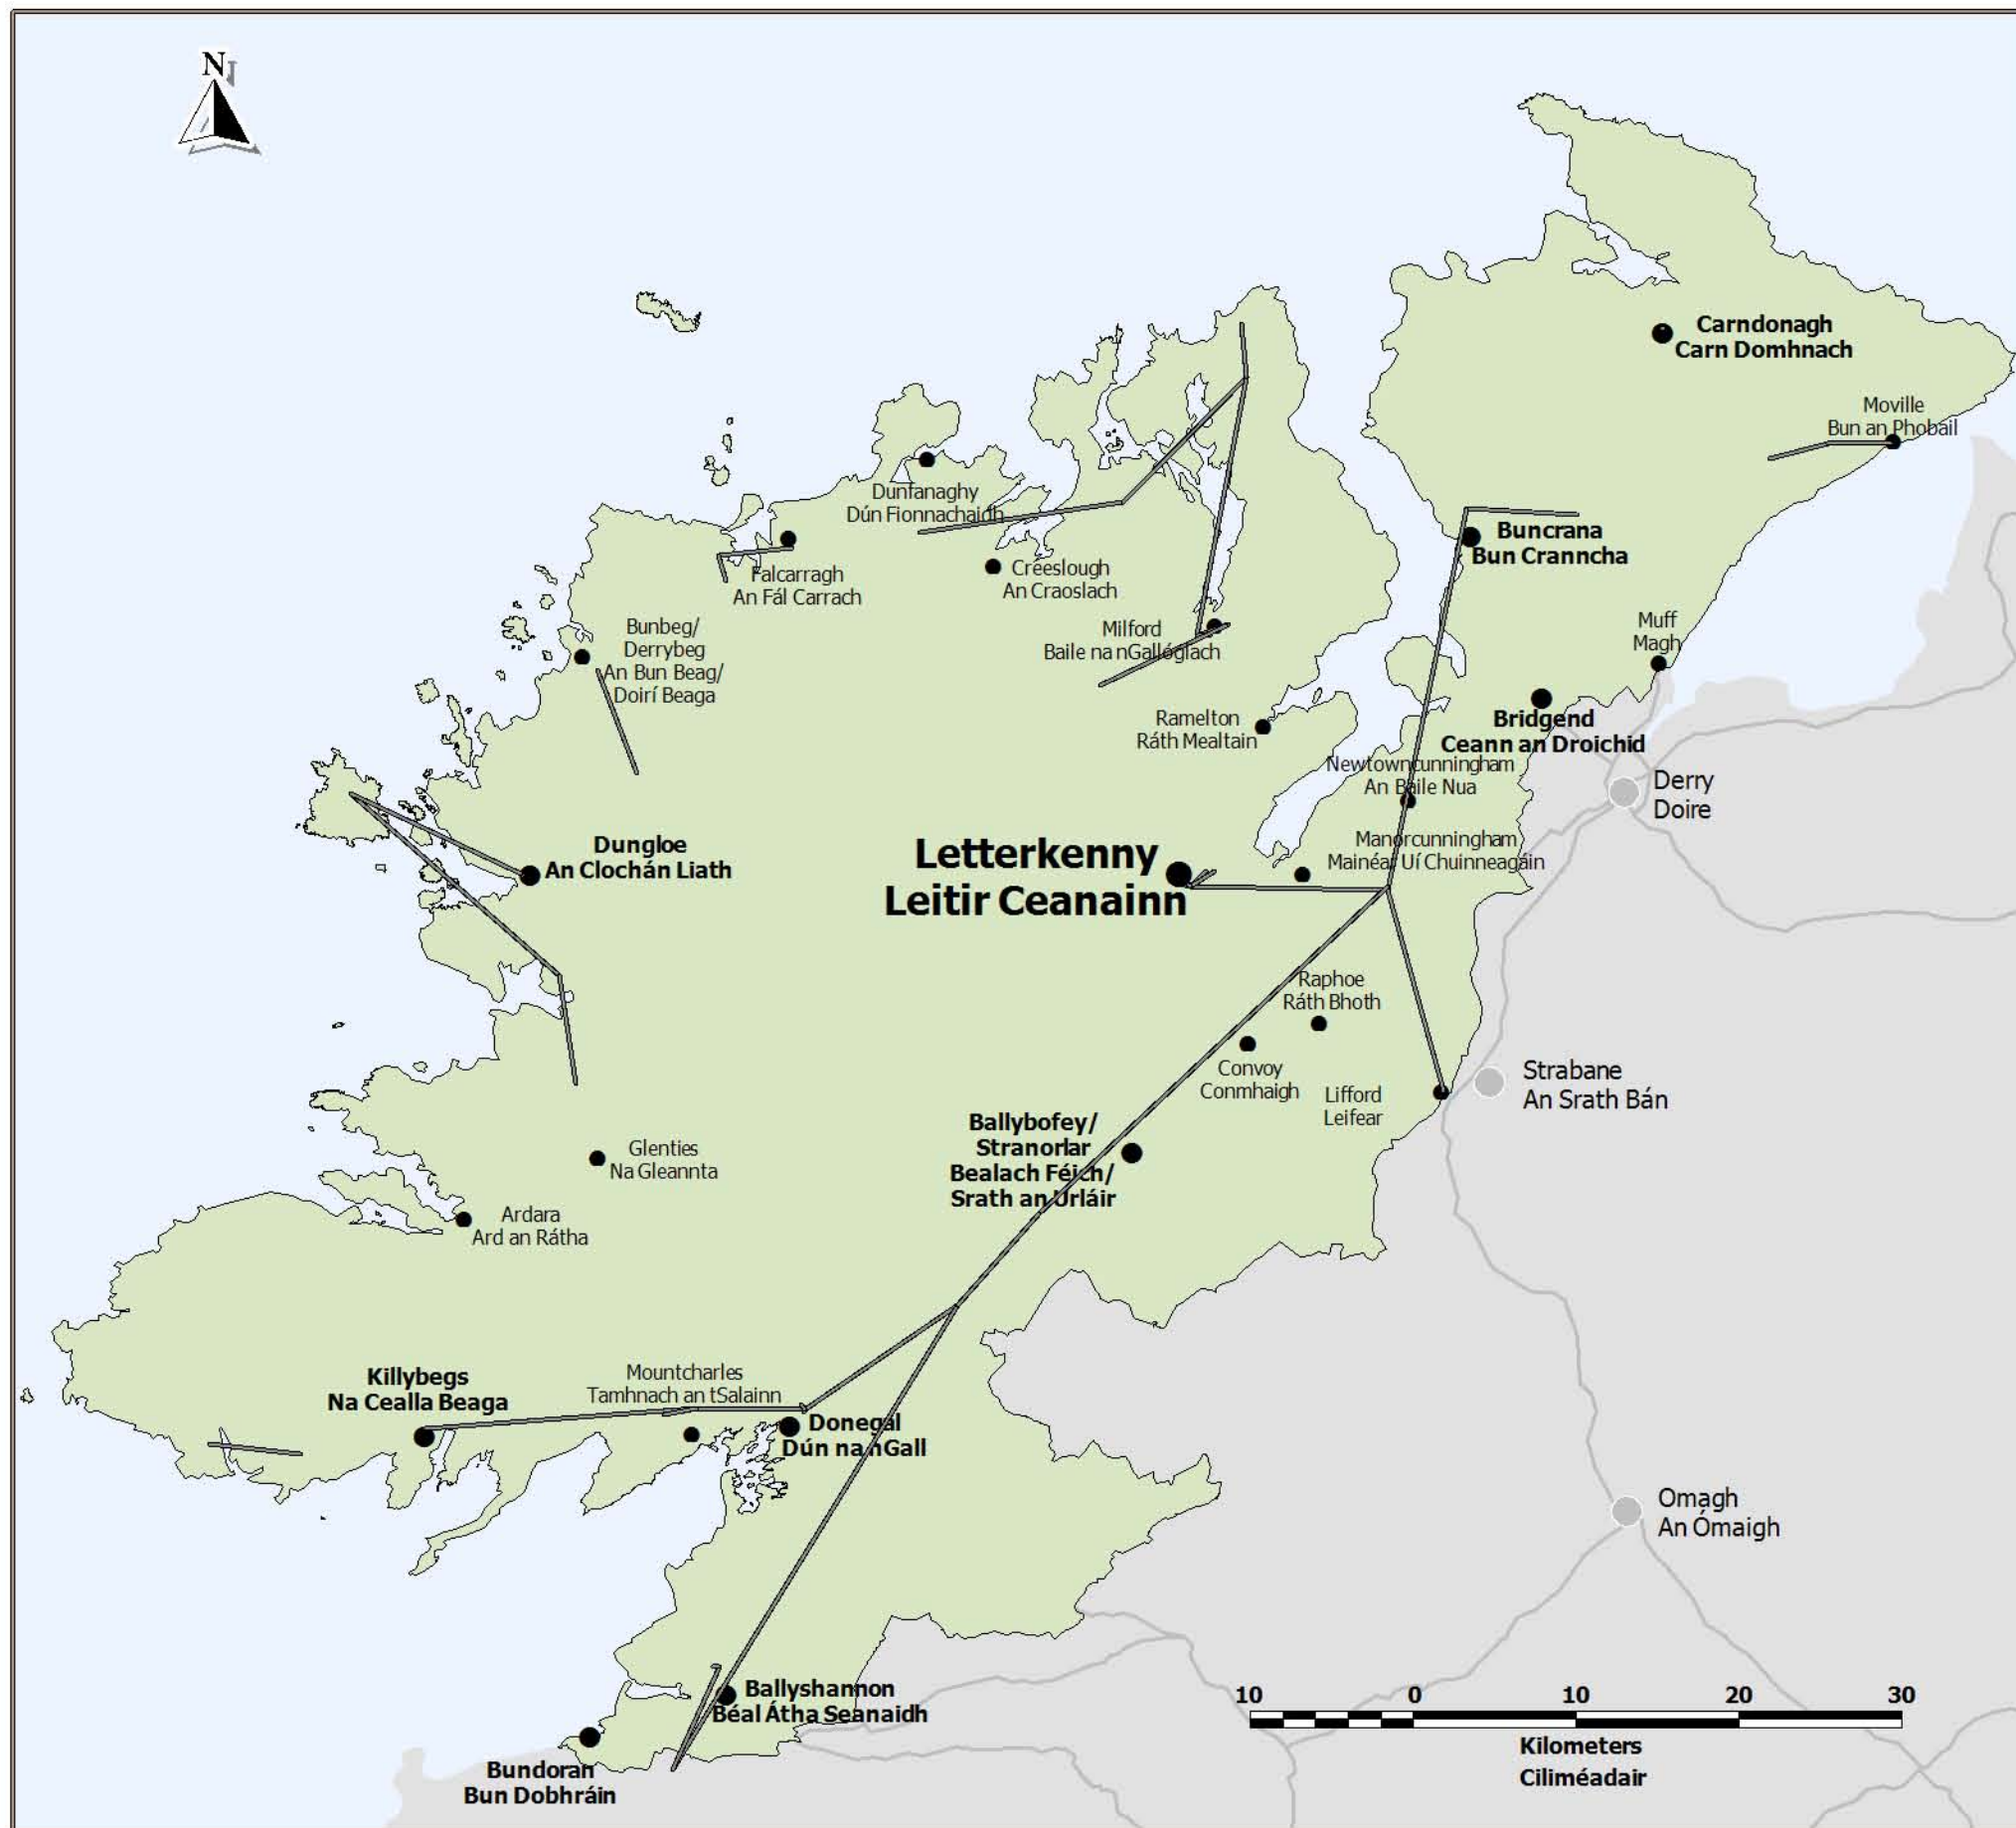 N
Carndonagh
Carn Domhnach
Moville
Bun an Phobail
Dunfanaghy
Dún Fionnachaidh
Buncrana
Bun Cranncha
Falcarragh
An Fál Carrach
Creeslough
An Craoslach
Bunbeg/
Derrybeg
An Bun Beag/
Doirí Beaga
Milford
Baile na nGallóglach
Muff
Magh
Ramelton
Ráth Mealtain
Bridgend
Ceann an Droichid
Newtowncunningham
An Baile Nua
Derry
Doire
Dungloe
An Clochán Liath
Letterkenny
Leitir Ceanainn
Manorcunningham
Mainéar Uí Chuinneagáin
Raphoe
Ráth Bhoth
Convoy
Conmhaigh
Lifford
Leifear
Strabane
An Srath Bán
Ballybofey/
Stranorlar
Bealach Féich/
Srath an Urláir
Glenties
Na Gleannta
Ardara
Ard an Rátha
Killybegs
Na Cealla Beaga
Mountcharles
Tamhnach an tSalainn
Donegal
Dún na nGall
Omagh
An Ómaigh
Ballyshannon
Béal Átha Seanaidh
Bundoran
Bun Dobhráin
10 0 10 20 30
Kilometers
Ciliméadair